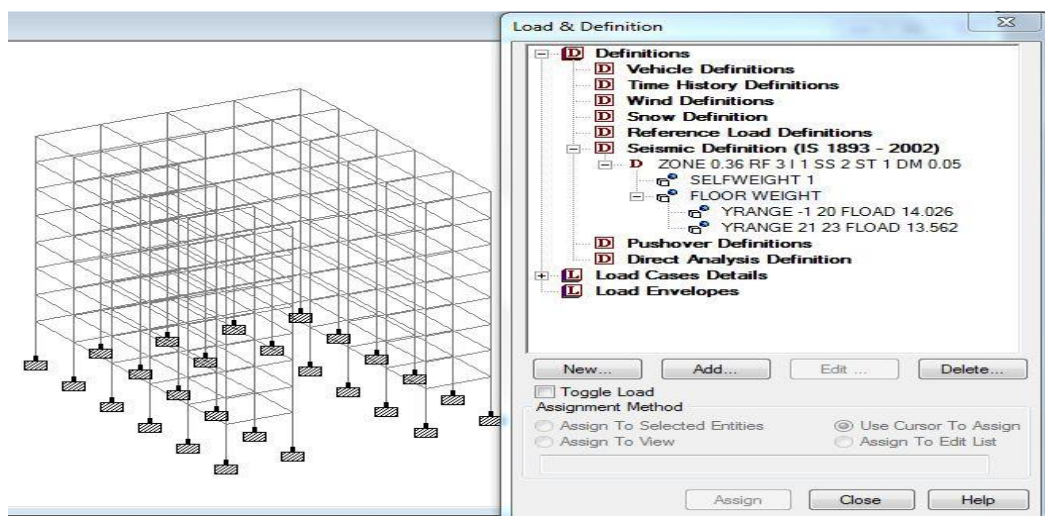 Load & Definition
Definitions
Vehicle Definitions
Time History Definitions
Wind Definitions
Snow Definition
Reference Load Definitions
Seismic Definition (IS 1893 - 2002)
ZONE 0.36 RF 3 I 1 SS 2 ST 1 DM 0.05
SELFWEIGHT 1
FLOOR WEIGHT
YRANGE -1 20 FLOAD 14.026
YRANGE 21 23 FLOAD 13.562
Pushover Definitions
Direct Analysis Definition
Load Cases Details
Load Envelopes
New... Add... Edit ... Delete...
Toggle Load
Assignment Method
Assign To Selected Entities Use Cursor To Assign
Assign To View Assign To Edit List
Assign Close Help